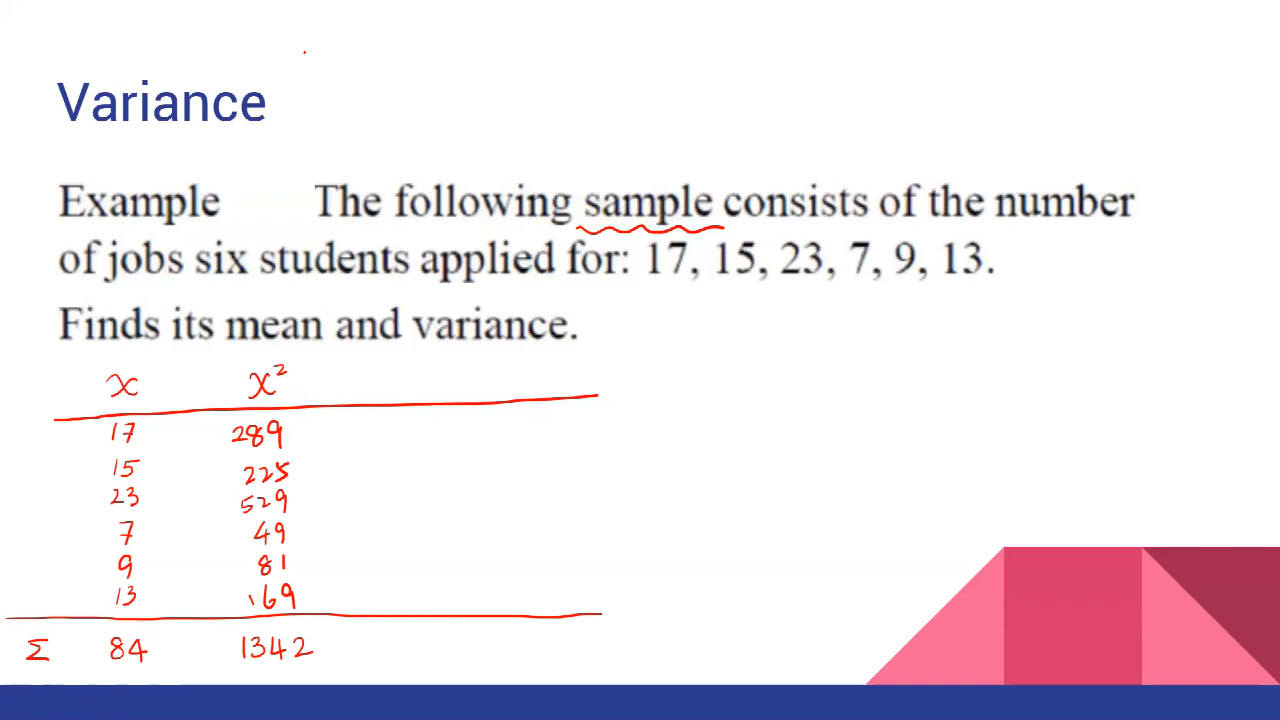 Variance
Example The following sample consists of the number
of jobs six students applied for: 17, 15, 23, 7, 9, 13.
Finds its mean and variance.
x x²
17 289
15 225
23 529
7 49
9 81
13 169
Σ 84 1342